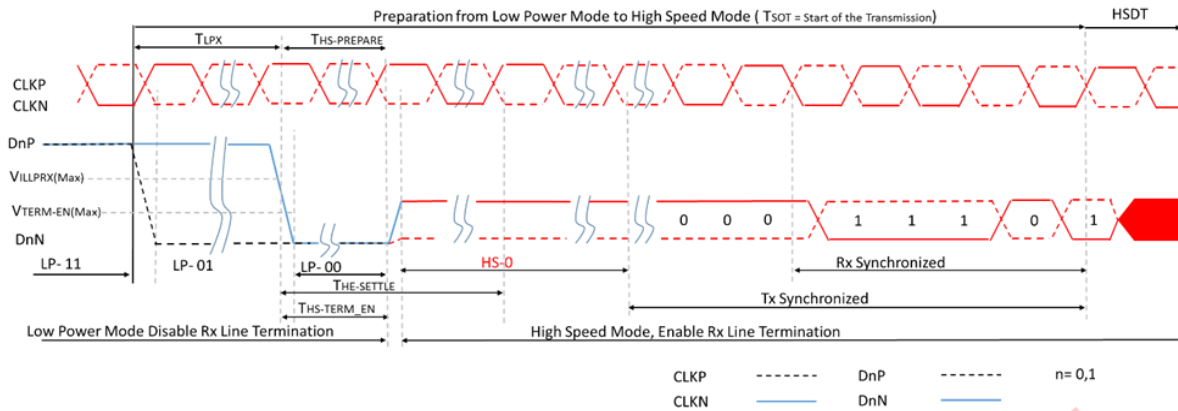 Preparation from Low Power Mode to High Speed Mode ( TSOT = Start of the Transmission)
HSDT
TLPX
THS-PREPARE
CLKP
CLKN
DnP
VILLPRX(Max)
VTERM-EN(Max)
DnN
0 0 0 1 1 1 0 1
LP- 11
LP- 01
LP- 00
HS-0
Rx Synchronized
THE-SETTLE
Tx Synchronized
THS-TERM_EN
Low Power Mode Disable Rx Line Termination
High Speed Mode, Enable Rx Line Termination
CLKP DnP n= 0,1
CLKN DnN